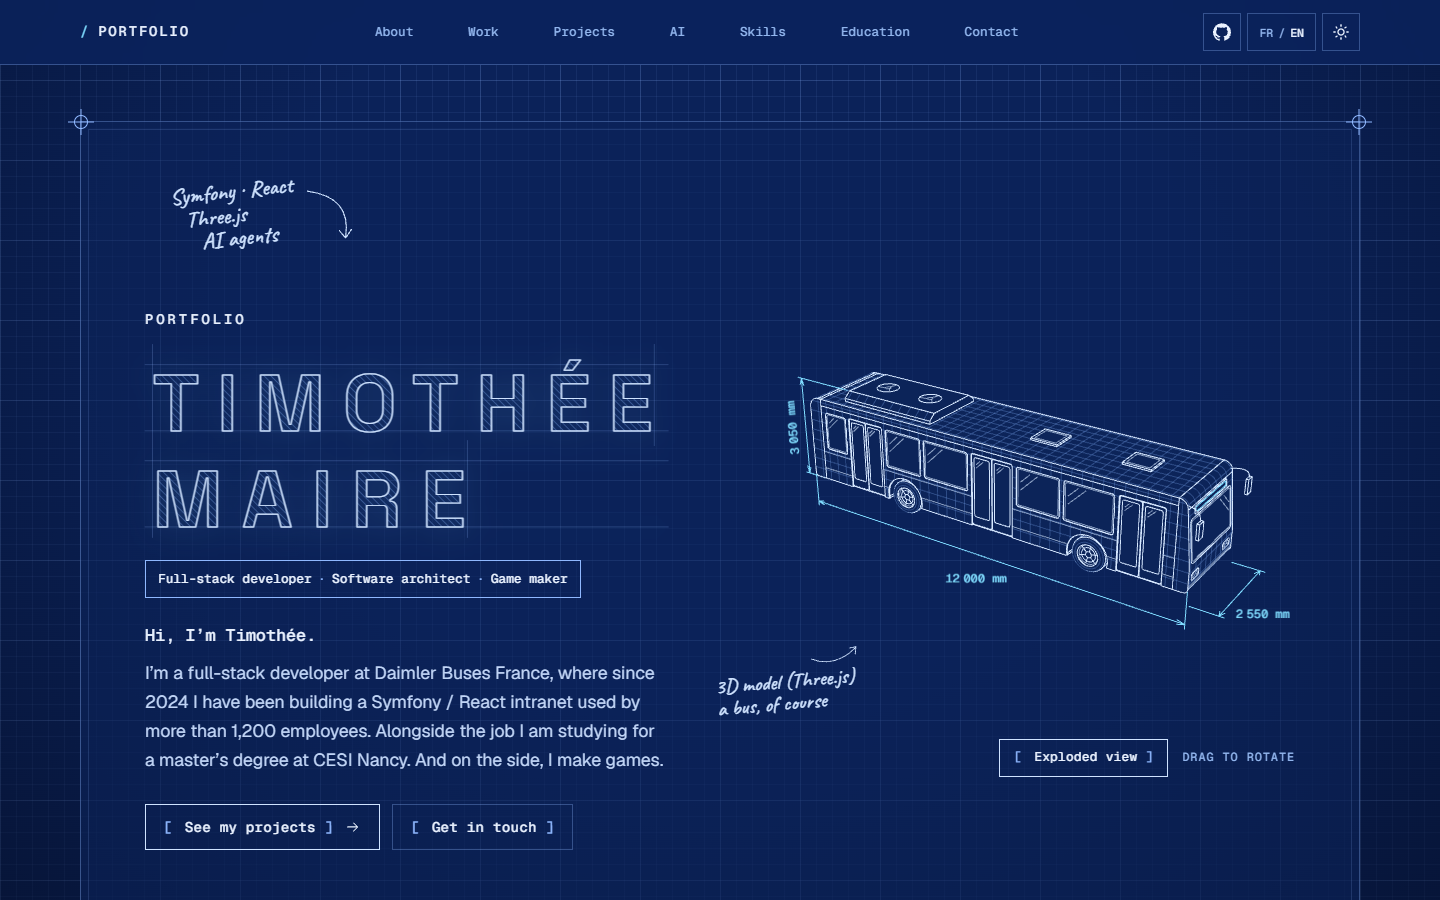 / PORTFOLIO
About
Work
Projects
AI
Skills
Education
Contact
FR / EN
Symfony · React
Three.js
AI agents
PORTFOLIO
TIMOTHÉE
MAIRE
Full-stack developer · Software architect · Game maker
Hi, I’m Timothée.
I’m a full-stack developer at Daimler Buses France, where since
2024 I have been building a Symfony / React intranet used by
more than 1,200 employees. Alongside the job I am studying for
a master’s degree at CESI Nancy. And on the side, I make games.
[ See my projects ] →
[ Get in touch ]
3 050 mm
12 000 mm
2 550 mm
3D model (Three.js)
a bus, of course
[ Exploded view ]
DRAG TO ROTATE